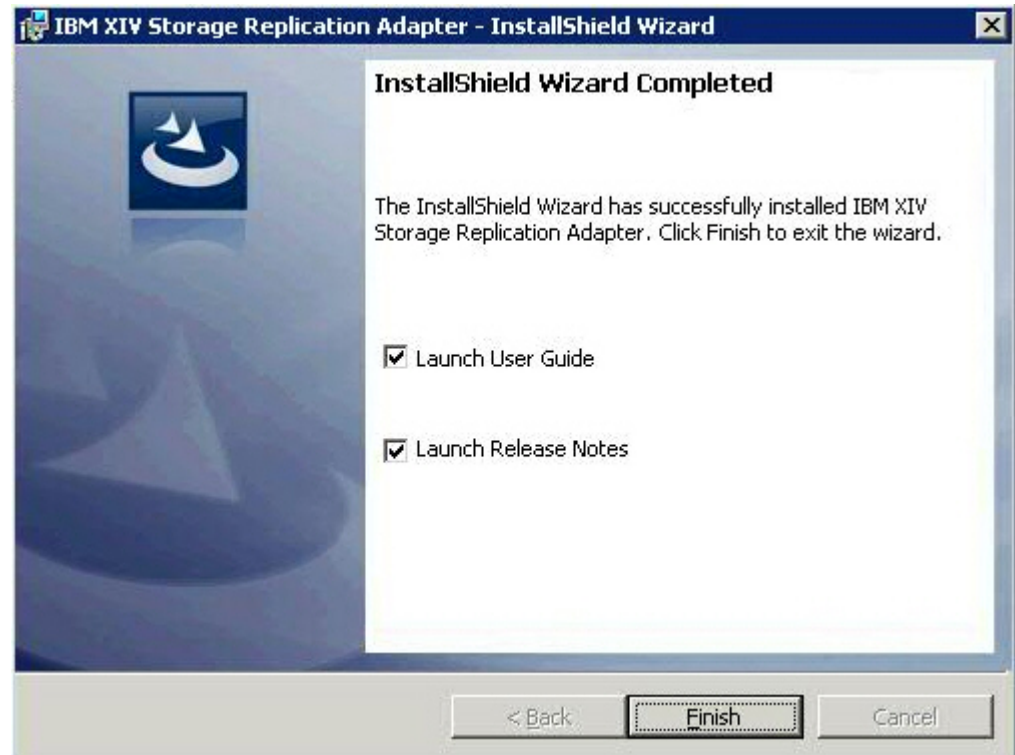 IBM XIV Storage Replication Adapter - InstallShield Wizard
InstallShield Wizard Completed
The InstallShield Wizard has successfully installed IBM XIV
Storage Replication Adapter. Click Finish to exit the wizard.
Launch User Guide
Launch Release Notes
< Back
Finish
Cancel